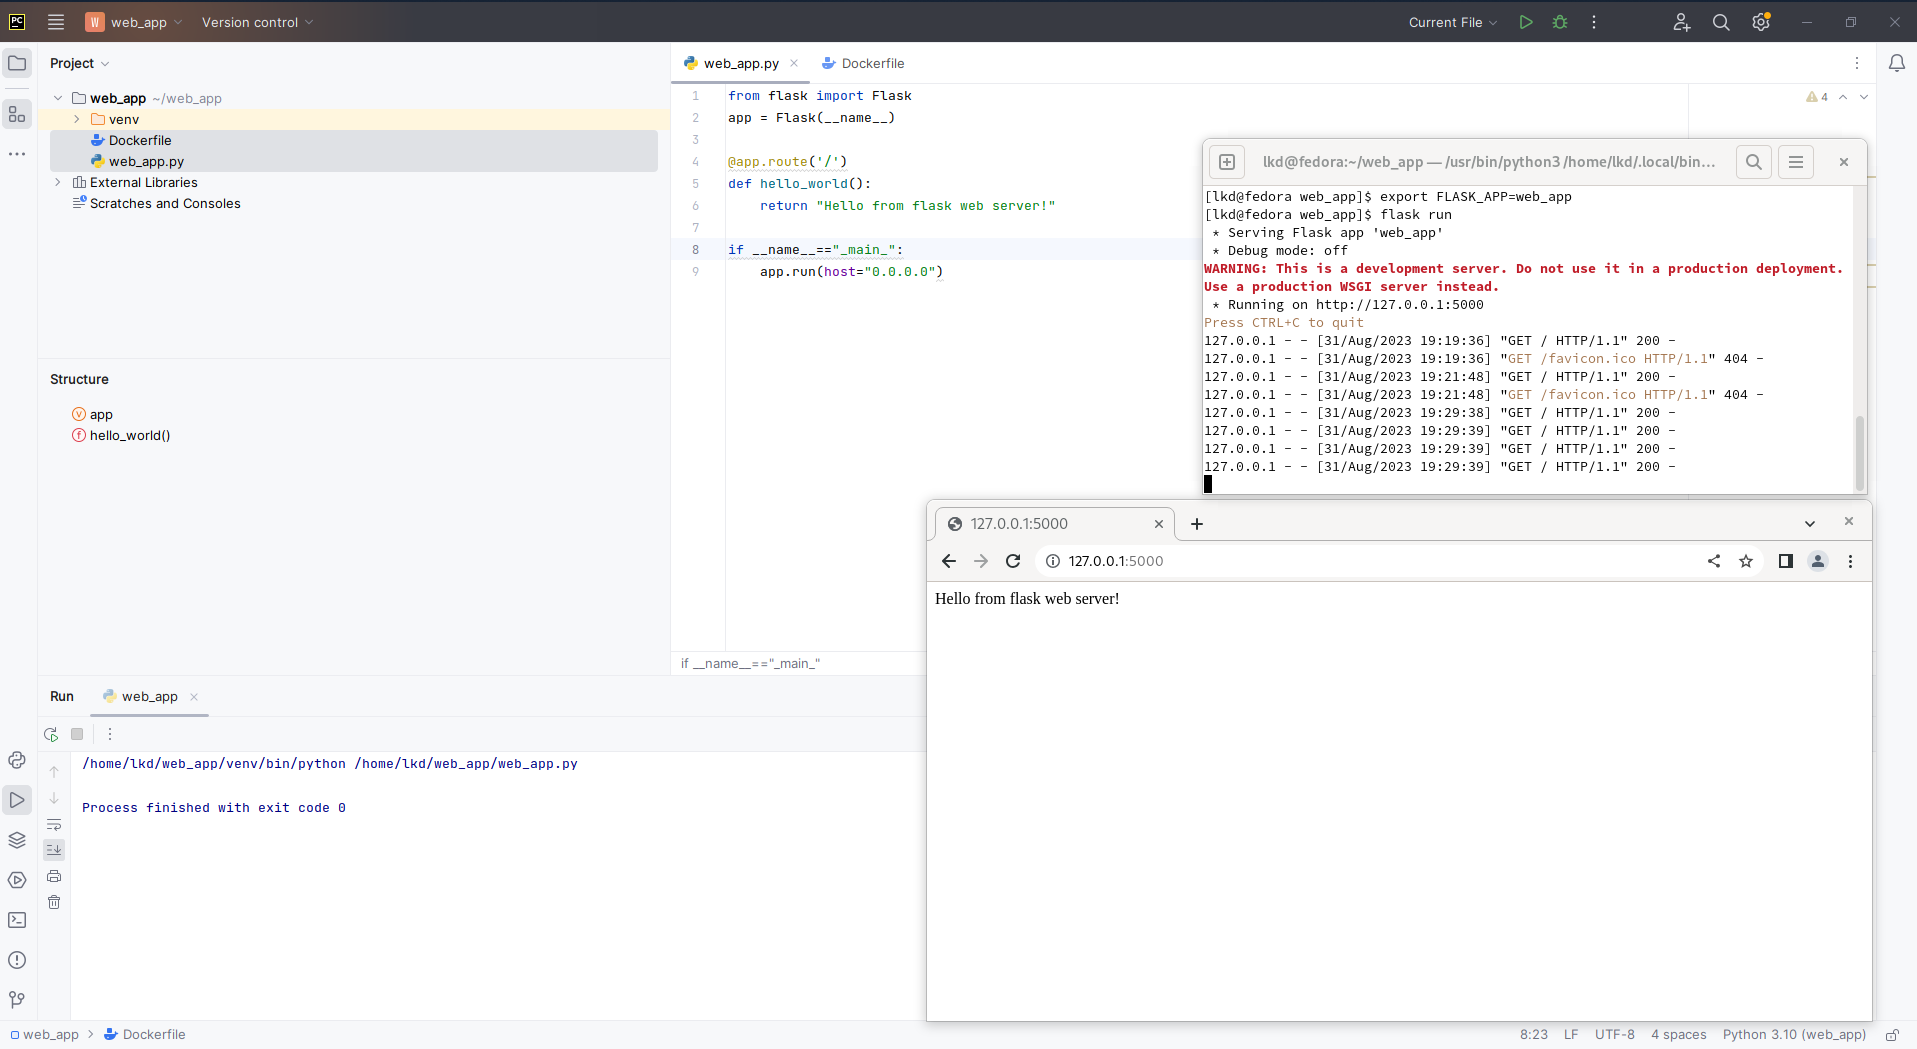 PC
W web_app
Version control
Current File
Project
web_app ~/web_app
venv
Dockerfile
web_app.py
External Libraries
Scratches and Consoles
Structure
v app
f hello_world()
web_app.py
Dockerfile
4
1 from flask import Flask
2 app = Flask(__name__)
3
4 @app.route('/')
5 def hello_world():
6     return "Hello from flask web server!"
7
8 if __name__=="_main_":
9     app.run(host="0.0.0.0")
if __name__=="_main_"
lkd@fedora:~/web_app — /usr/bin/python3 /home/lkd/.local/bin...
[lkd@fedora web_app]$ export FLASK_APP=web_app
[lkd@fedora web_app]$ flask run
 * Serving Flask app 'web_app'
 * Debug mode: off
WARNING: This is a development server. Do not use it in a production deployment.
Use a production WSGI server instead.
 * Running on http://127.0.0.1:5000
Press CTRL+C to quit
127.0.0.1 - - [31/Aug/2023 19:19:36] "GET / HTTP/1.1" 200 -
127.0.0.1 - - [31/Aug/2023 19:19:36] "GET /favicon.ico HTTP/1.1" 404 -
127.0.0.1 - - [31/Aug/2023 19:21:48] "GET / HTTP/1.1" 200 -
127.0.0.1 - - [31/Aug/2023 19:21:48] "GET /favicon.ico HTTP/1.1" 404 -
127.0.0.1 - - [31/Aug/2023 19:29:38] "GET / HTTP/1.1" 200 -
127.0.0.1 - - [31/Aug/2023 19:29:39] "GET / HTTP/1.1" 200 -
127.0.0.1 - - [31/Aug/2023 19:29:39] "GET / HTTP/1.1" 200 -
127.0.0.1 - - [31/Aug/2023 19:29:39] "GET / HTTP/1.1" 200 -
127.0.0.1:5000
127.0.0.1:5000
Hello from flask web server!
Run
web_app
/home/lkd/web_app/venv/bin/python /home/lkd/web_app/web_app.py
Process finished with exit code 0
web_app > Dockerfile
8:23 LF UTF-8 4 spaces Python 3.10 (web_app)